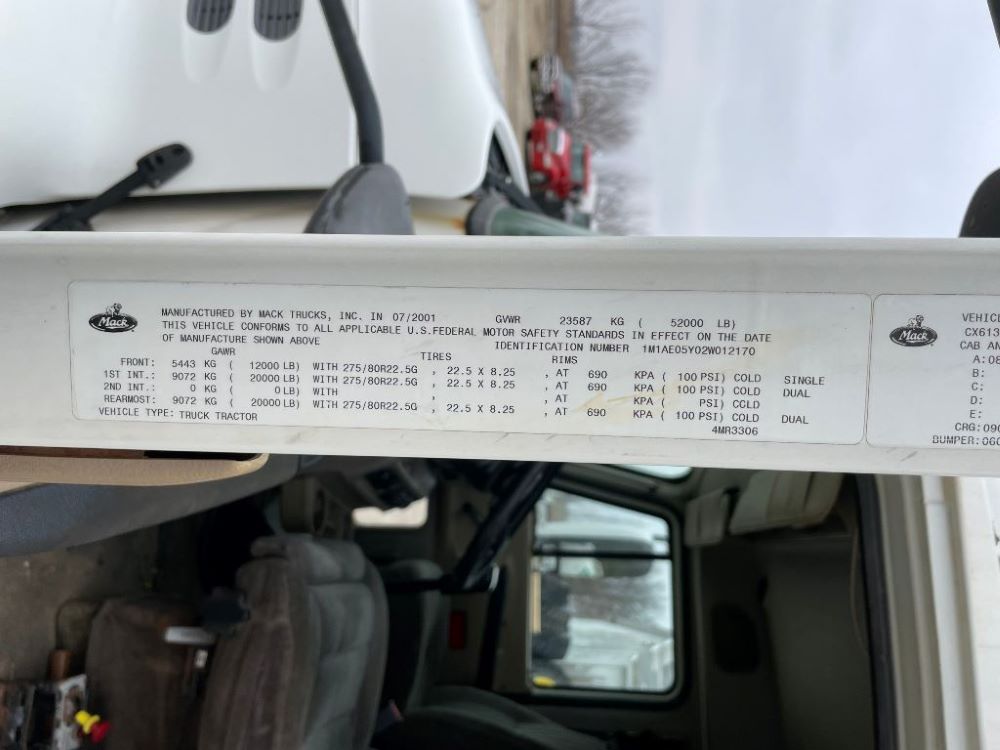 Mack
MANUFACTURED BY MACK TRUCKS, INC. IN 07/2001 GVWR 23587 KG ( 52000 LB)
THIS VEHICLE CONFORMS TO ALL APPLICABLE U.S.FEDERAL MOTOR SAFETY STANDARDS IN EFFECT ON THE DATE
OF MANUFACTURE SHOWN ABOVE IDENTIFICATION NUMBER 1M1AE05Y02W012170
GAWR TIRES RIMS
FRONT: 5443 KG ( 12000 LB) WITH 275/80R22.5G , 22.5 X 8.25 , AT 690 KPA ( 100 PSI) COLD SINGLE
1ST INT.: 9072 KG ( 20000 LB) WITH 275/80R22.5G , 22.5 X 8.25 , AT 690 KPA ( 100 PSI) COLD DUAL
2ND INT: 0 KG ( 0 LB) WITH , , AT KPA ( PSI) COLD
REARMOST: 9072 KG ( 20000 LB) WITH 275/80R22.5G , 22.5 X 8.25 , AT 690 KPA ( 100 PSI) COLD DUAL
VEHICLE TYPE: TRUCK TRACTOR 4MR3306
Mack
VEHICL
CX613
CAB AN
A:08
B:
C:
D:
E:
CRG:090
BUMPER:060